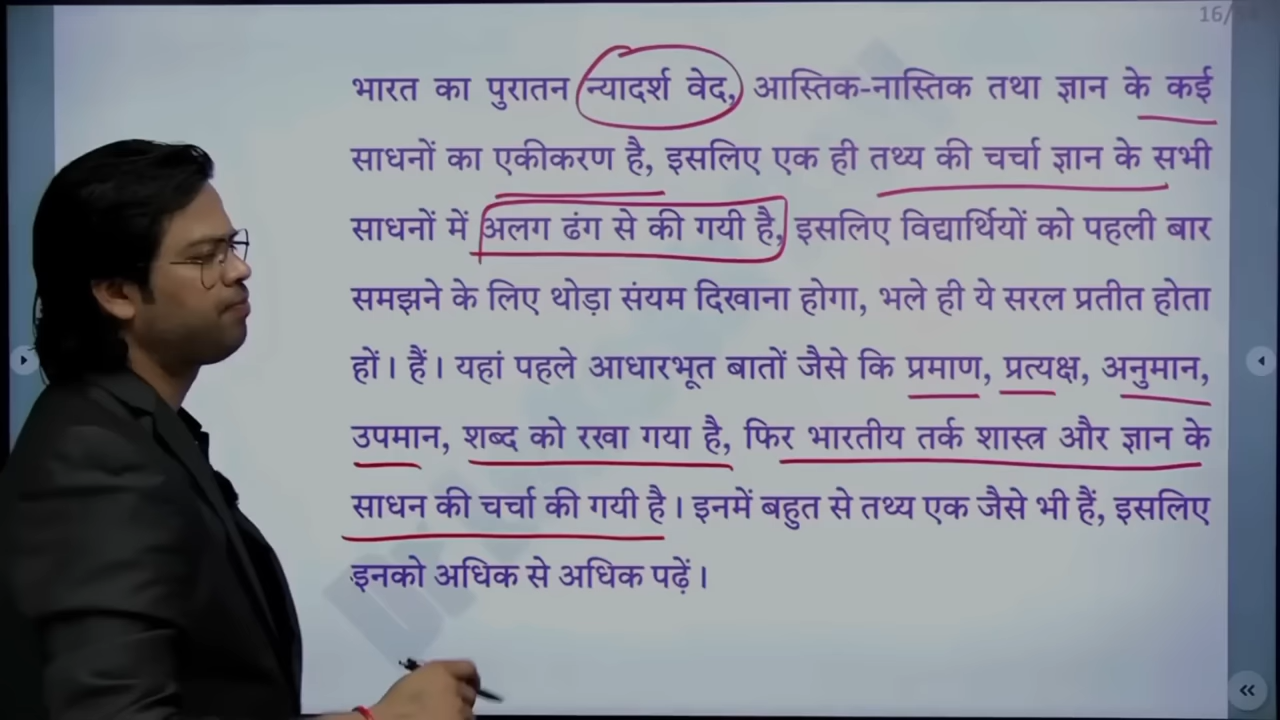 16/
भारत का पुरातन न्यादर्श वेद, आस्तिक-नास्तिक तथा ज्ञान के कई
साधनों का एकीकरण है, इसलिए एक ही तथ्य की चर्चा ज्ञान के सभी
साधनों में अलग ढंग से की गयी है, इसलिए विद्यार्थियों को पहली बार
समझने के लिए थोड़ा संयम दिखाना होगा, भले ही ये सरल प्रतीत होता
हों। हैं। यहां पहले आधारभूत बातों जैसे कि प्रमाण, प्रत्यक्ष, अनुमान,
उपमान, शब्द को रखा गया है, फिर भारतीय तर्क शास्त्र और ज्ञान के
साधन की चर्चा की गयी है। इनमें बहुत से तथ्य एक जैसे भी हैं, इसलिए
इनको अधिक से अधिक पढ़ें।